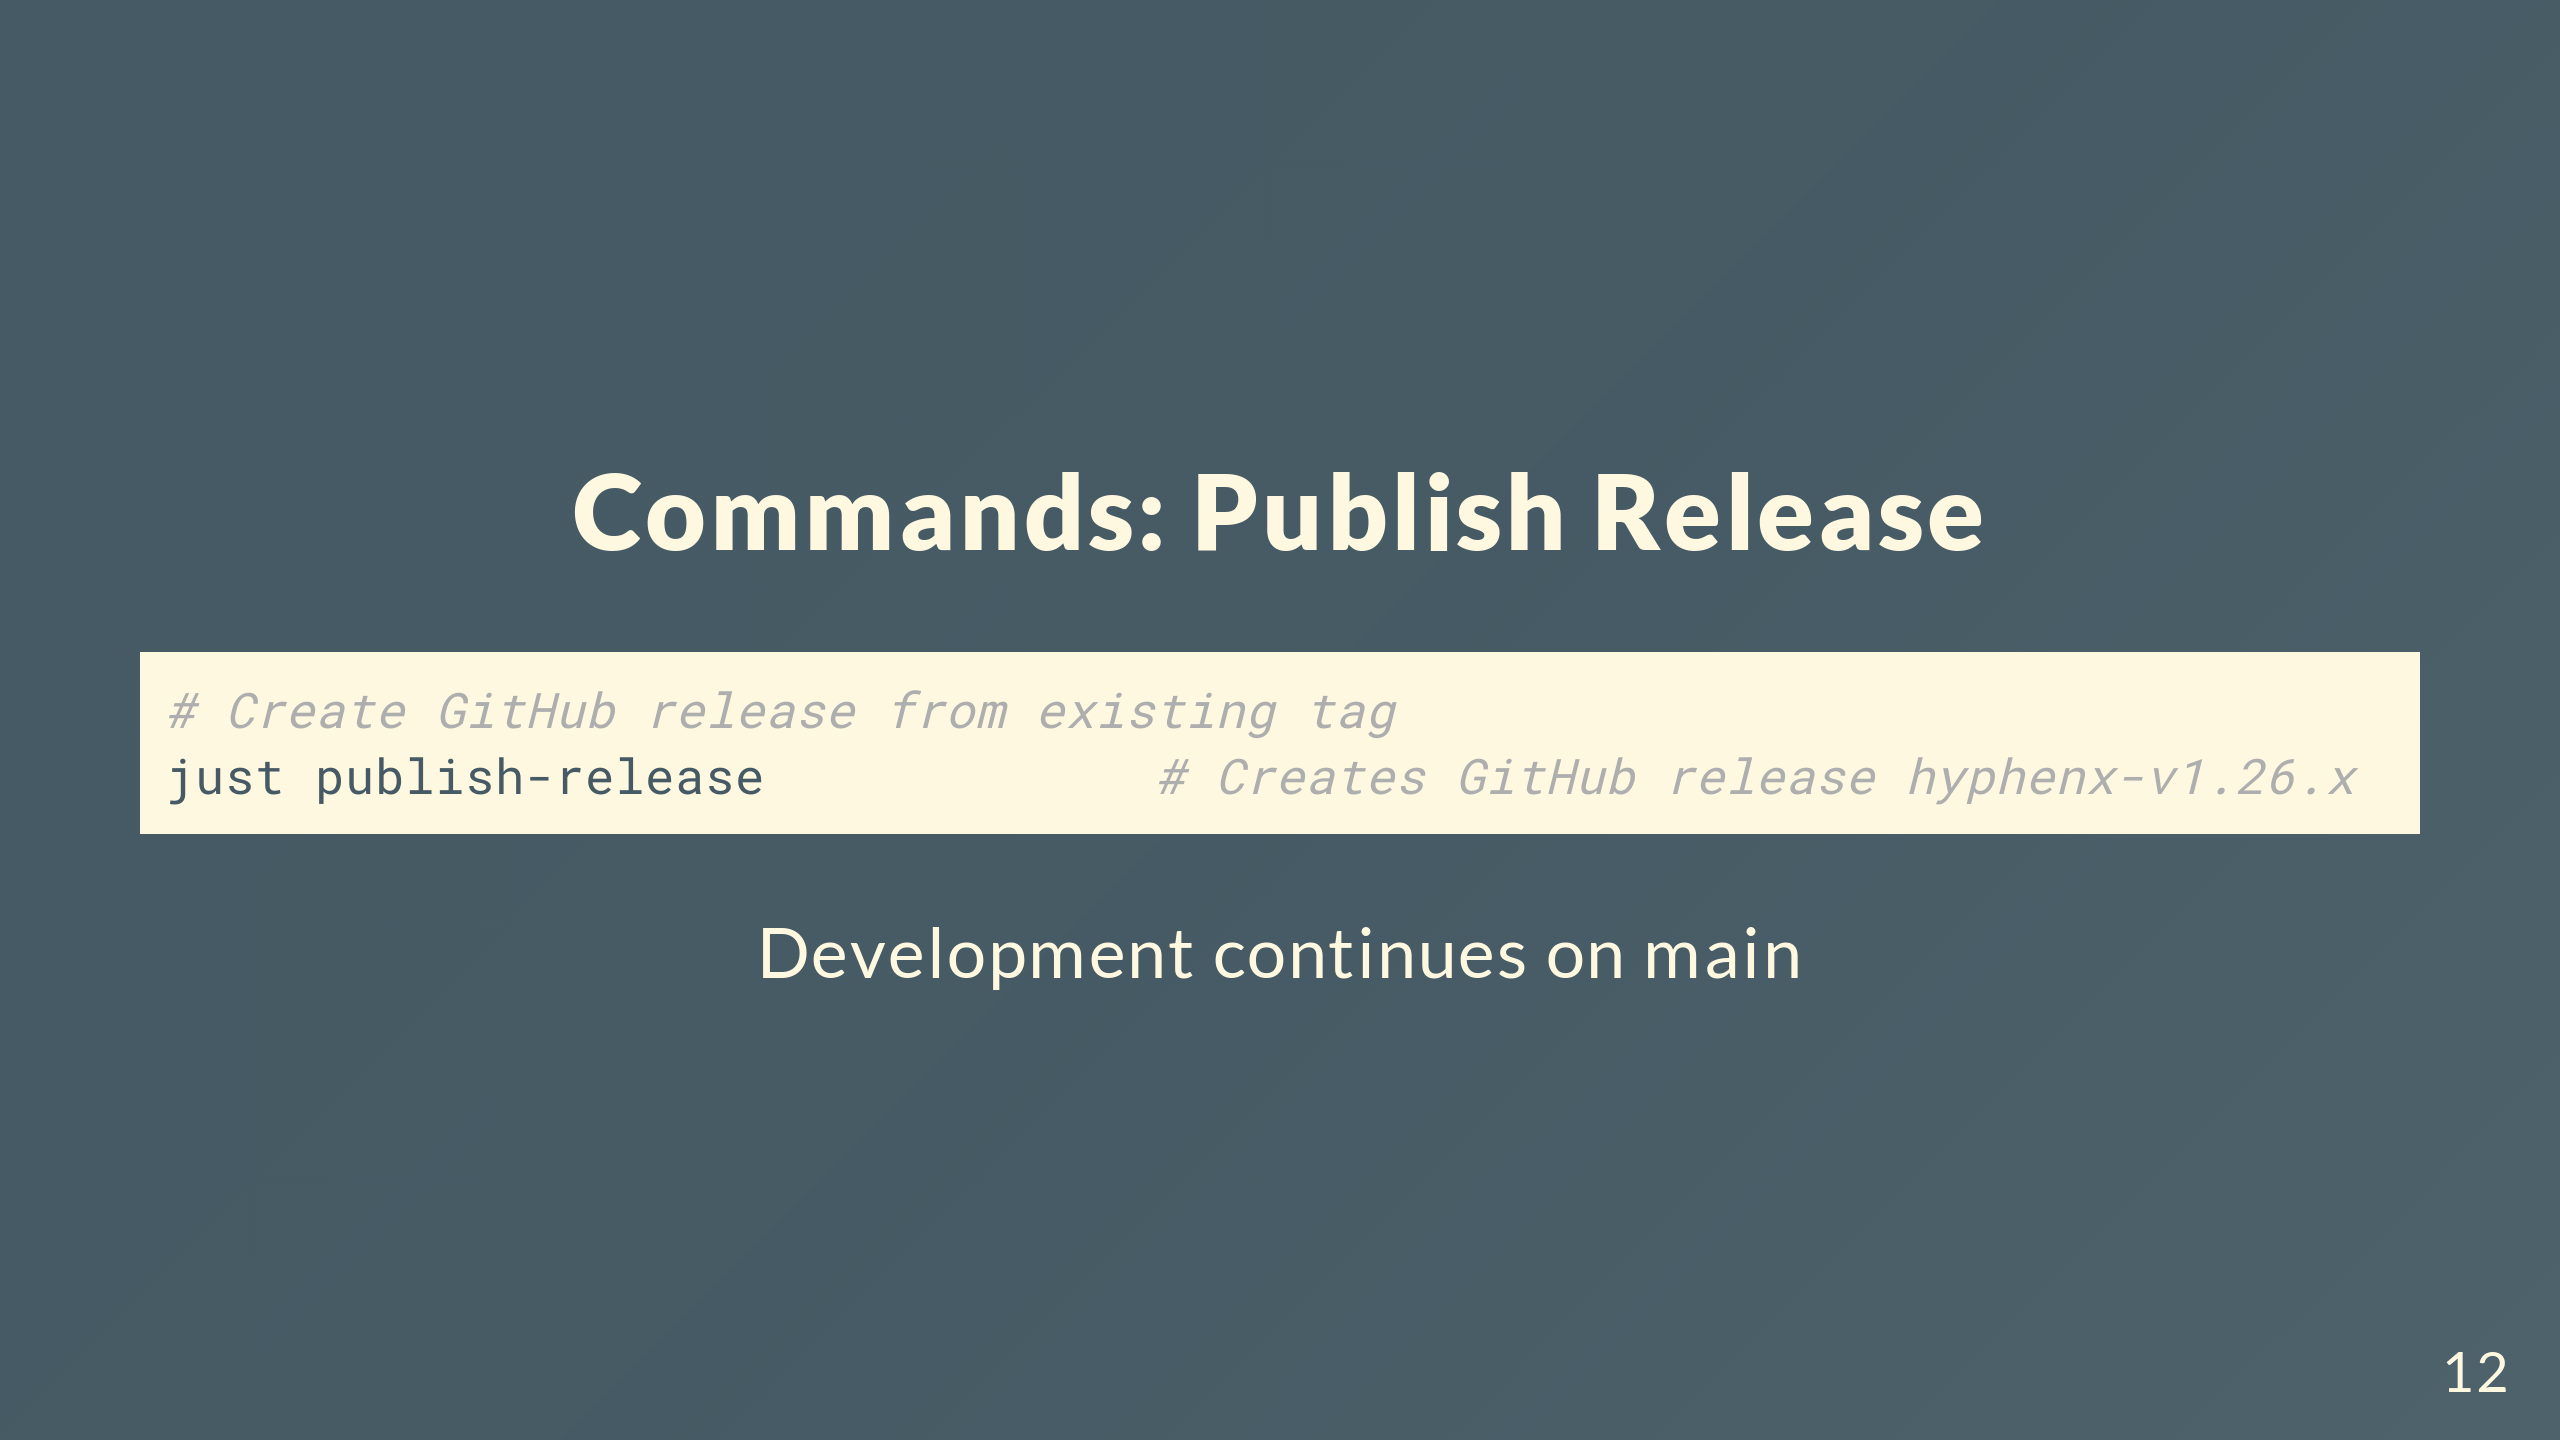 Commands: Publish Release
# Create GitHub release from existing tag
just publish-release             # Creates GitHub release hyphenx-v1.26.x
Development continues on main
12